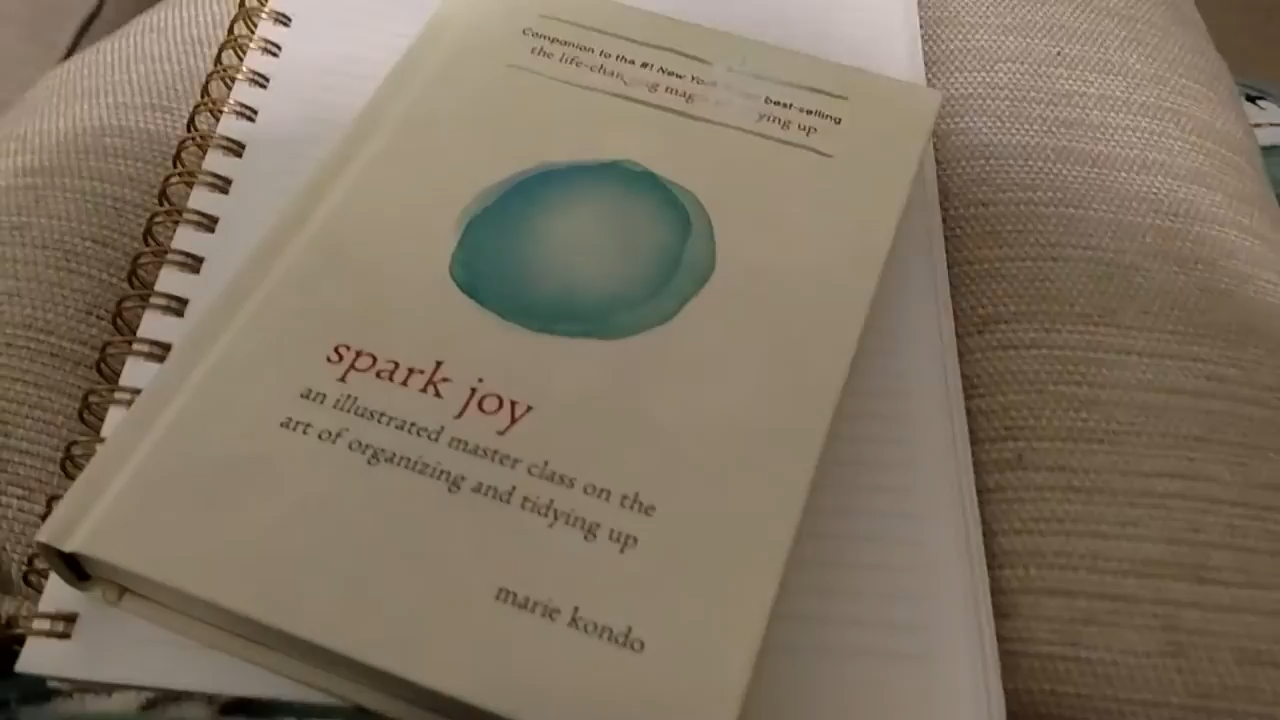 Companion to the #1 New Yo best-selling
the life-chan g mag ying up
spark joy
an illustrated master class on the
art of organizing and tidying up
marie kondo